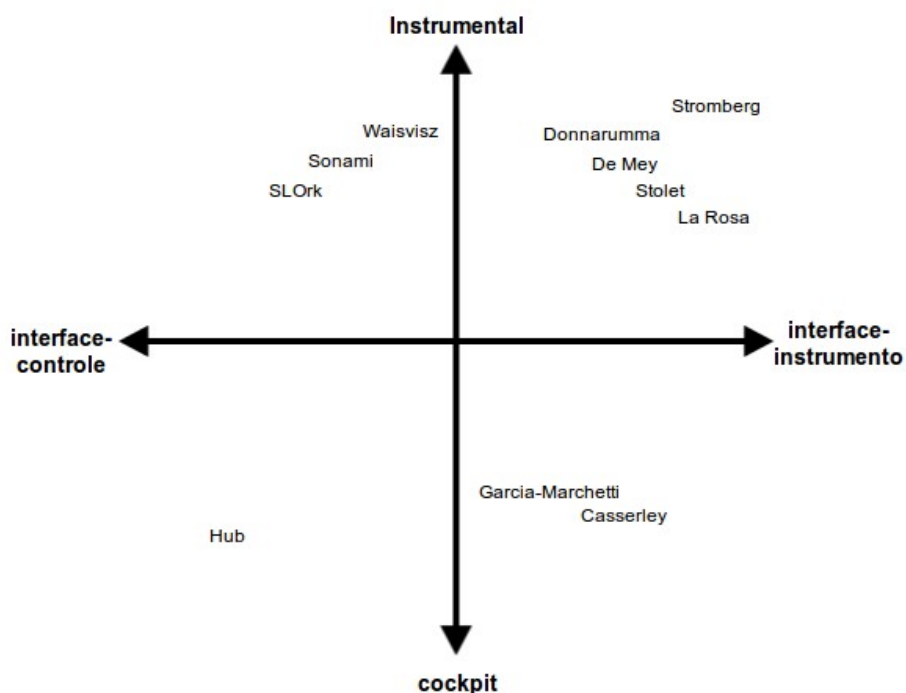 Instrumental
Stromberg
Waisvisz
Donnarumma
Sonami
De Mey
SLOrk
Stolet
La Rosa
interface-
controle
interface-
instrumento
Garcia-Marchetti
Casserley
Hub
cockpit